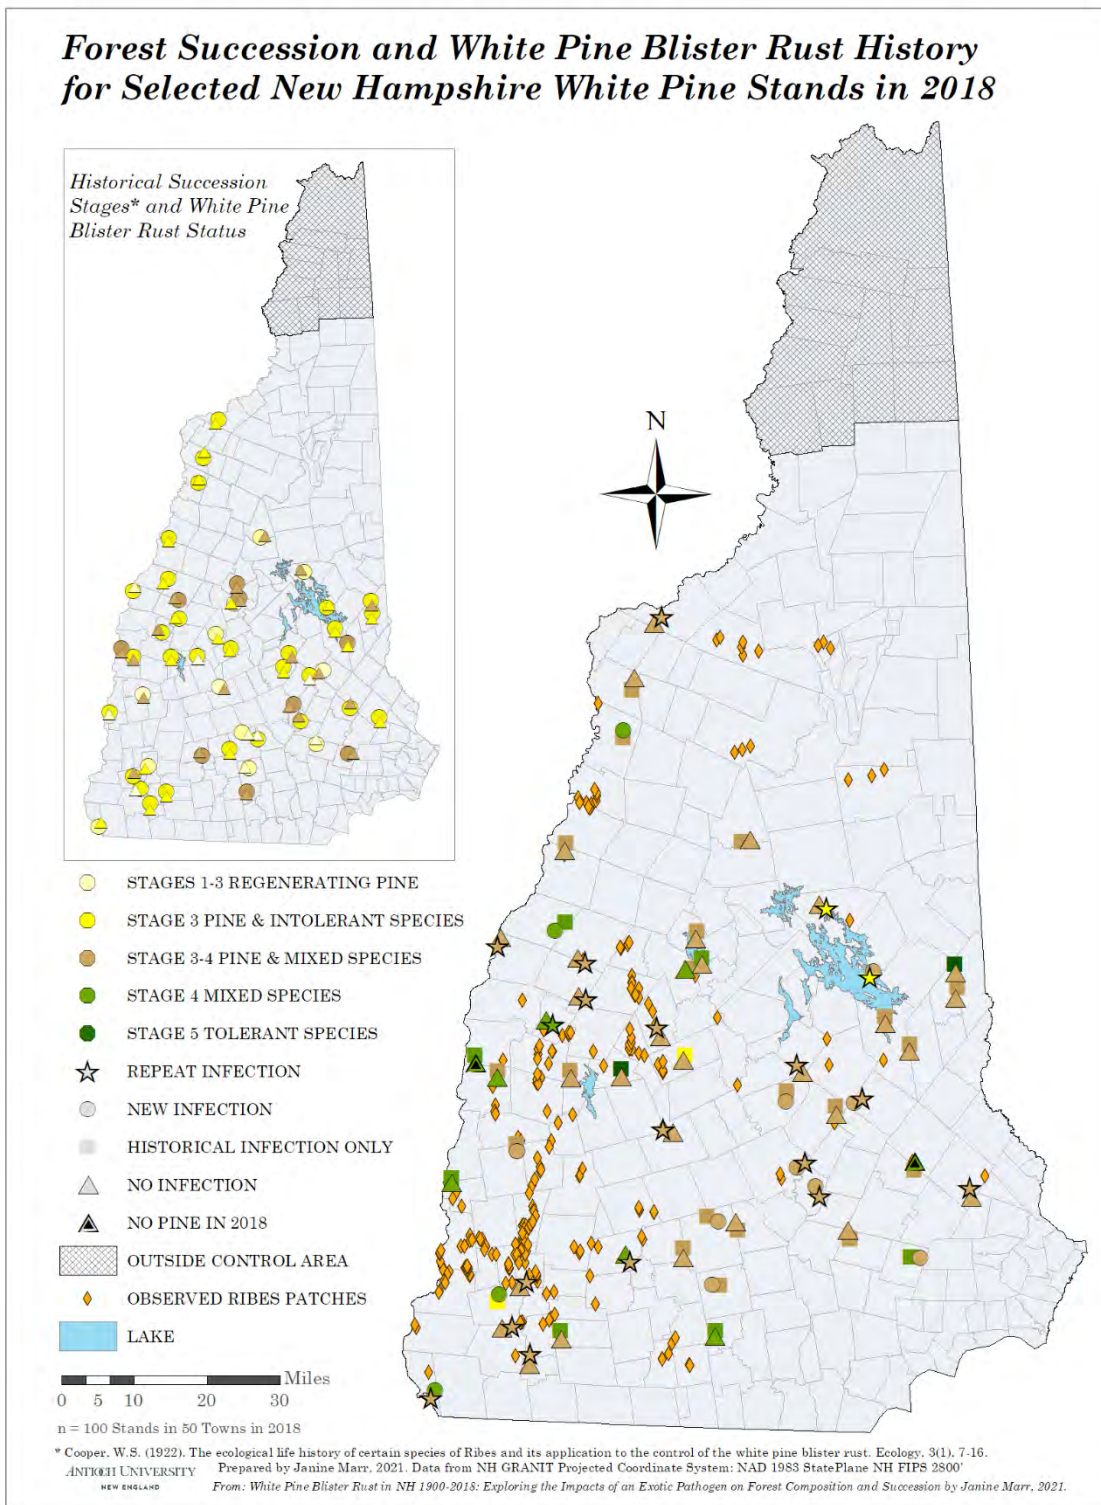 Forest Succession and White Pine Blister Rust History
for Selected New Hampshire White Pine Stands in 2018
Historical Succession
Stages* and White Pine
Blister Rust Status
N
STAGES 1-3 REGENERATING PINE
STAGE 3 PINE & INTOLERANT SPECIES
STAGE 3-4 PINE & MIXED SPECIES
STAGE 4 MIXED SPECIES
STAGE 5 TOLERANT SPECIES
REPEAT INFECTION
NEW INFECTION
HISTORICAL INFECTION ONLY
NO INFECTION
NO PINE IN 2018
OUTSIDE CONTROL AREA
OBSERVED RIBES PATCHES
LAKE
Miles
0 5 10 20 30
n = 100 Stands in 50 Towns in 2018
* Cooper, W.S. (1922). The ecological life history of certain species of Ribes and its application to the control of the white pine blister rust. Ecology, 3(1), 7-16.
ANTIOCH UNIVERSITY
NEW ENGLAND
Prepared by Janine Marr, 2021. Data from NH GRANIT Projected Coordinate System: NAD 1983 StatePlane NH FIPS 2800'
From: White Pine Blister Rust in NH 1900-2018: Exploring the Impacts of an Exotic Pathogen on Forest Composition and Succession by Janine Marr, 2021.